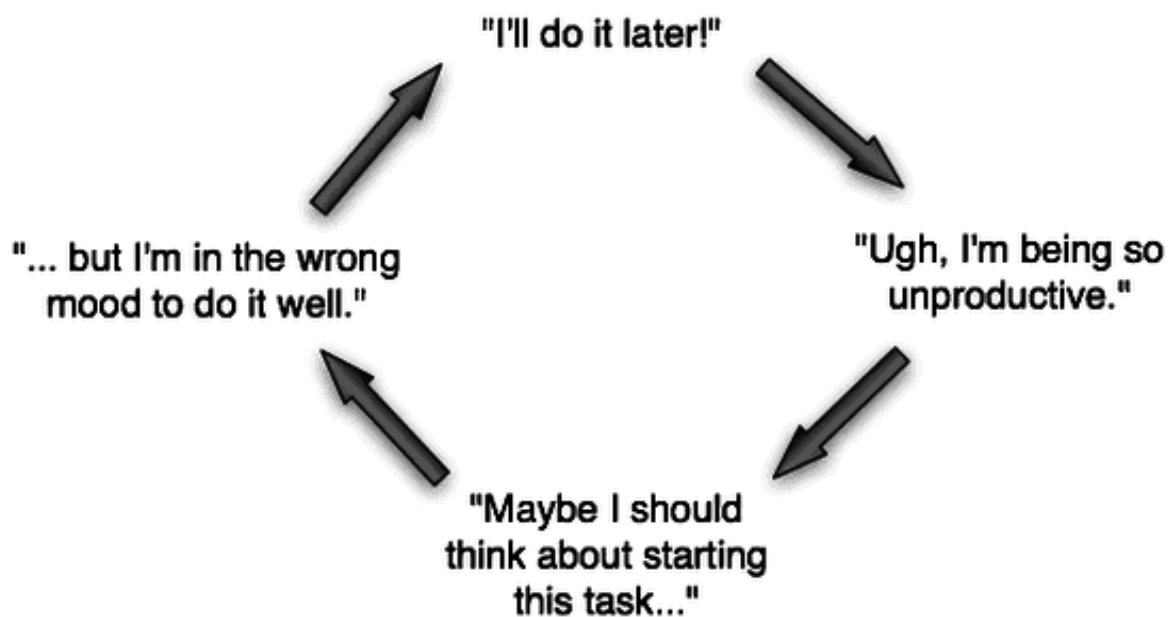 "I'll do it later!"
"Ugh, I'm being so
unproductive."
"Maybe I should
think about starting
this task..."
"... but I'm in the wrong
mood to do it well."